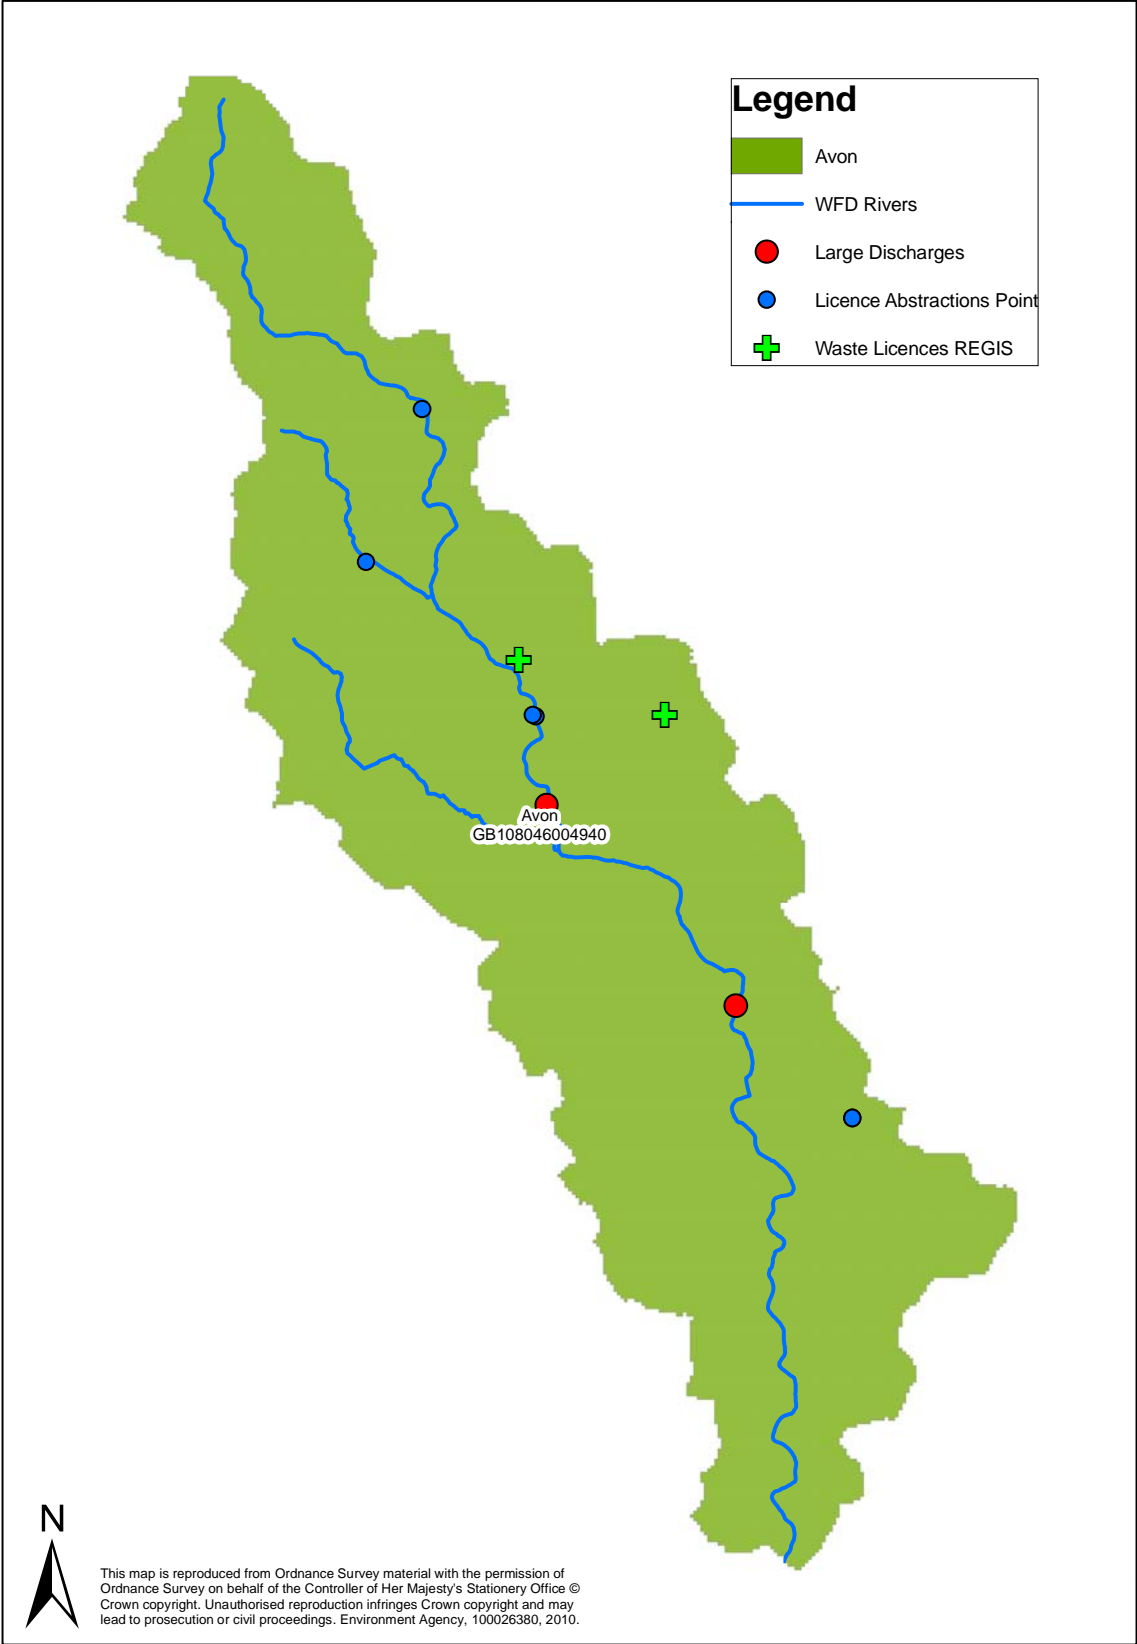 Legend
Avon
WFD Rivers
Large Discharges
Licence Abstractions Point
Waste Licences REGIS
Avon
GB108046004940
N
This map is reproduced from Ordnance Survey material with the permission of
Ordnance Survey on behalf of the Controller of Her Majesty's Stationery Office ©
Crown copyright. Unauthorised reproduction infringes Crown copyright and may
lead to prosecution or civil proceedings. Environment Agency, 100026380, 2010.